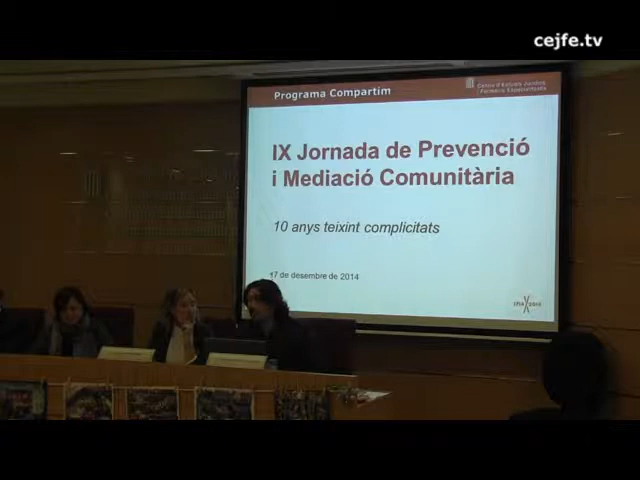 cejfe.tv
Programa Compartim
Centre d'Estudis Jurídics
i Formació Especialitzada
IX Jornada de Prevenció
i Mediació Comunitària
10 anys teixint complicitats
17 de desembre de 2014